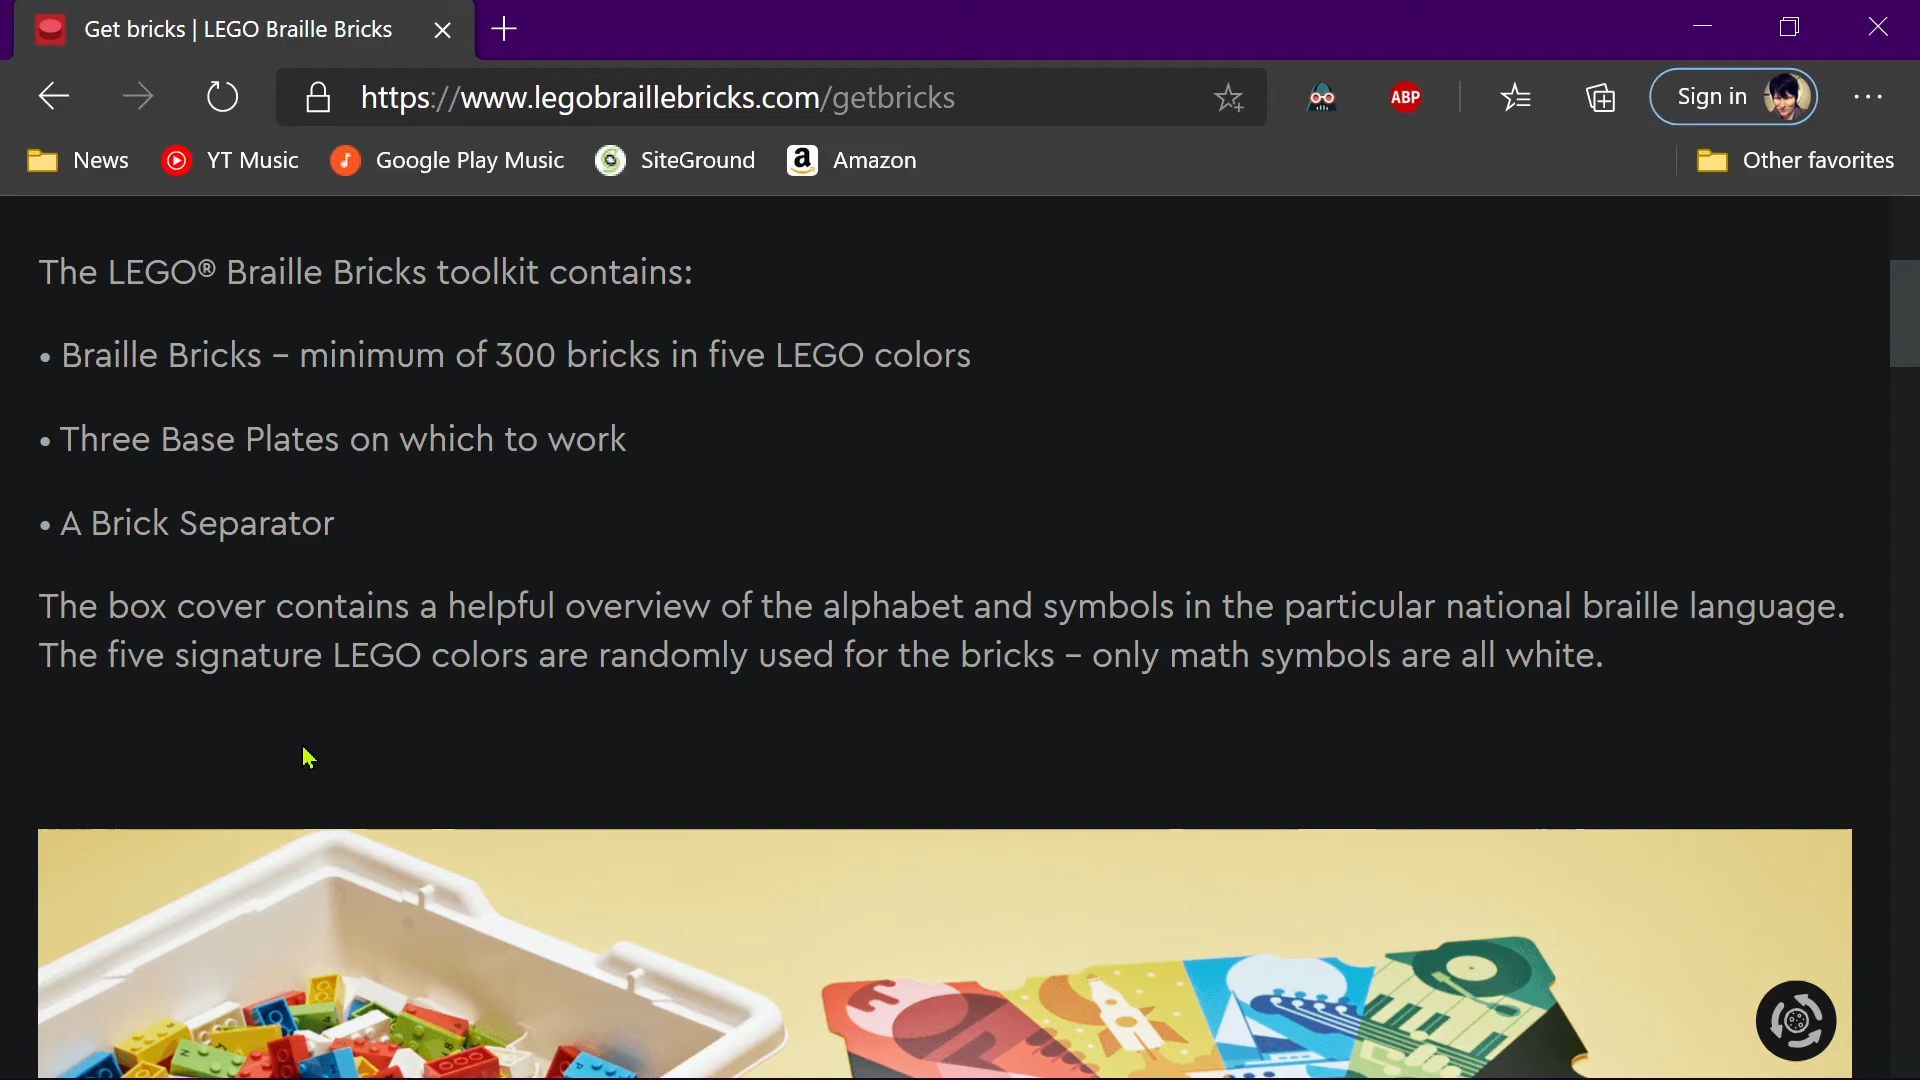 Get bricks | LEGO Braille Bricks
https://www.legobraillebricks.com/getbricks
ABP
Sign in
News
YT Music
Google Play Music
SiteGround
Amazon
Other favorites
The LEGO® Braille Bricks toolkit contains:
• Braille Bricks – minimum of 300 bricks in five LEGO colors
• Three Base Plates on which to work
• A Brick Separator
The box cover contains a helpful overview of the alphabet and symbols in the particular national braille language.
The five signature LEGO colors are randomly used for the bricks – only math symbols are all white.